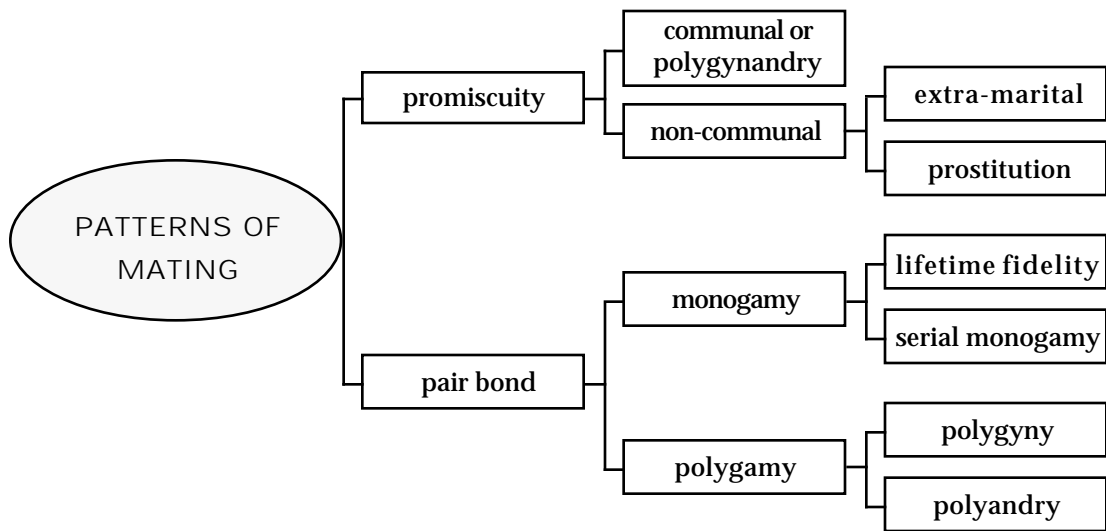 PATTERNS OF
MATING
promiscuity
communal or
polygynandry
non-communal
extra-marital
prostitution
pair bond
monogamy
lifetime fidelity
serial monogamy
polygamy
polygyny
polyandry